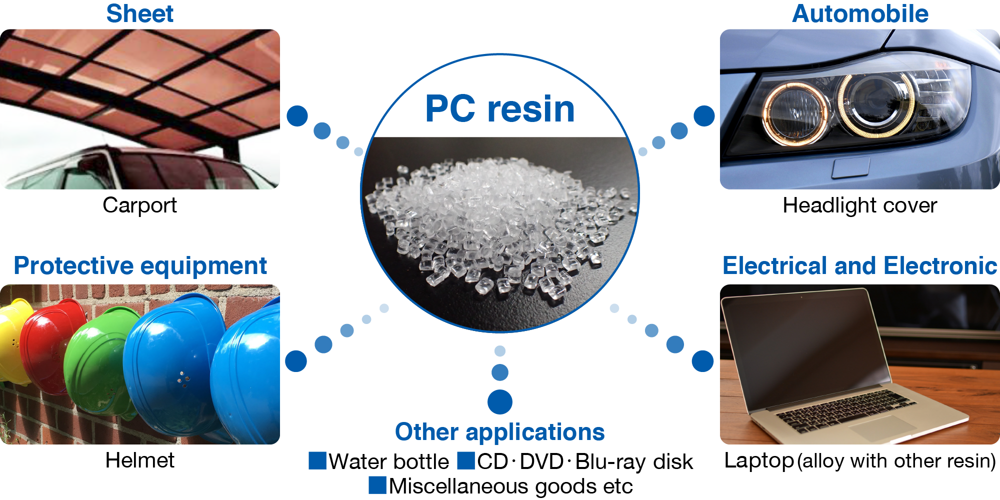 Sheet
Automobile
PC resin
Carport
Headlight cover
Protective equipment
Electrical and Electronic
Helmet
Laptop (alloy with other resin)
Other applications
■Water bottle ■CD·DVD·Blu-ray disk
■Miscellaneous goods etc